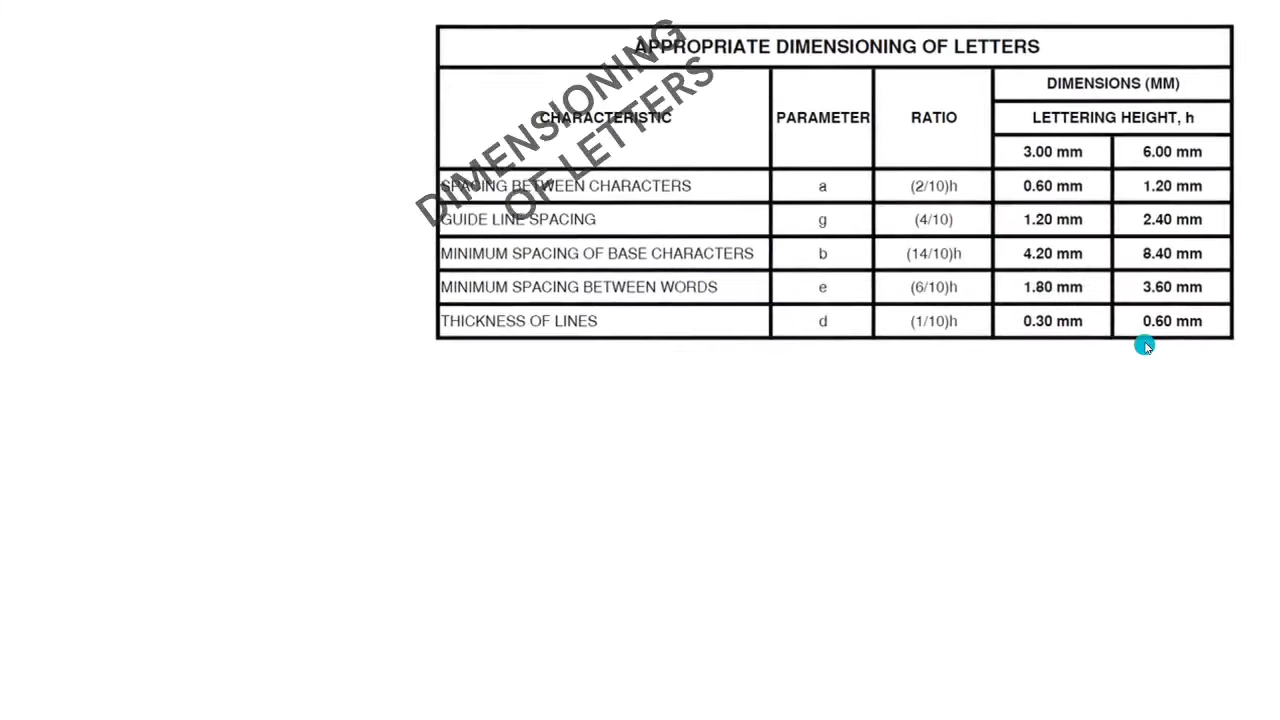 DIMENSIONING
OF LETTERS
APPROPRIATE DIMENSIONING OF LETTERS
CHARACTERISTIC PARAMETER RATIO DIMENSIONS (MM)
LETTERING HEIGHT, h
3.00 mm 6.00 mm
SPACING BETWEEN CHARACTERS a (2/10)h 0.60 mm 1.20 mm
GUIDE LINE SPACING g (4/10) 1.20 mm 2.40 mm
MINIMUM SPACING OF BASE CHARACTERS b (14/10)h 4.20 mm 8.40 mm
MINIMUM SPACING BETWEEN WORDS e (6/10)h 1.80 mm 3.60 mm
THICKNESS OF LINES d (1/10)h 0.30 mm 0.60 mm